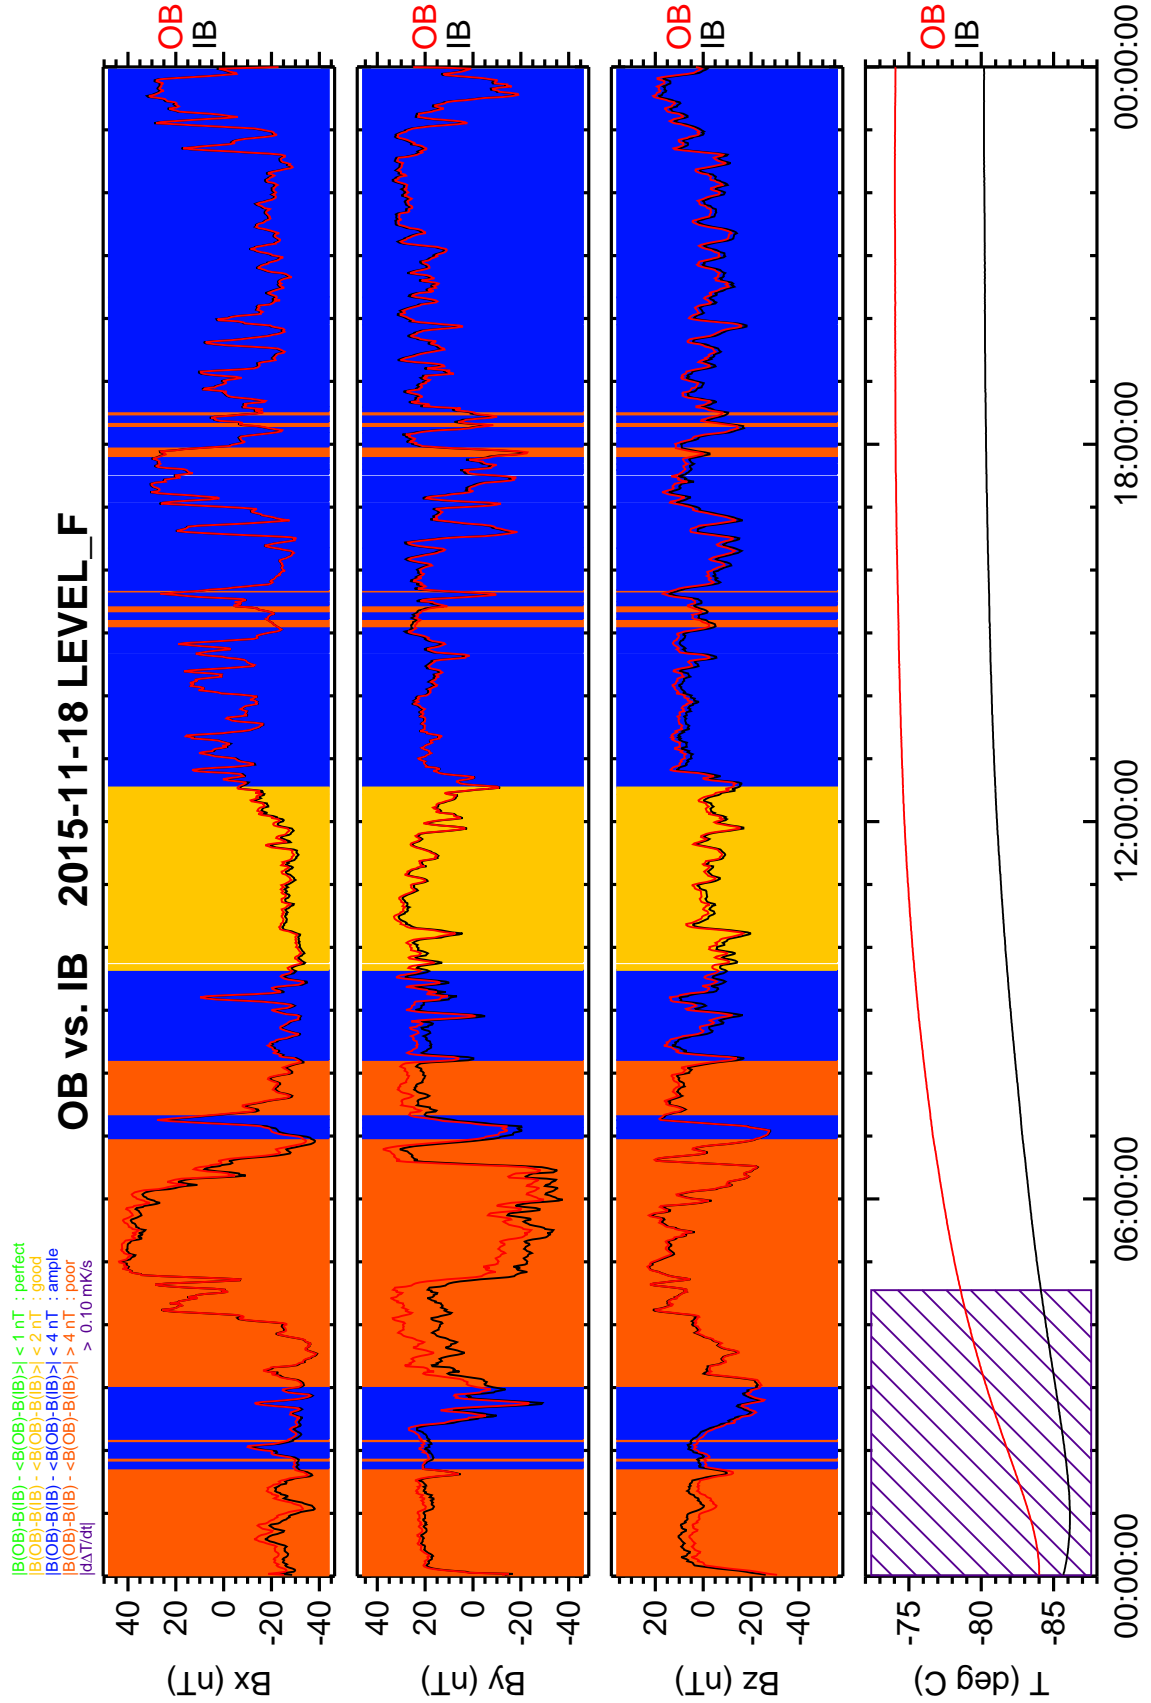 OB vs. IB 2015-11-18 LEVEL_F
|B(OB)-B(IB) - <B(OB)-B(IB)>| < 1 nT : perfect
|B(OB)-B(IB) - <B(OB)-B(IB)>| < 2 nT : good
|B(OB)-B(IB) - <B(OB)-B(IB)>| < 4 nT : ample
|B(OB)-B(IB) - <B(OB)-B(IB)>| > 4 nT : poor
|dΔT/dt| > 0.10 mK/s
Bx (nT)
40
20
0
-20
-40
OB
IB
By (nT)
40
20
0
-20
-40
OB
IB
Bz (nT)
20
0
-20
-40
OB
IB
T (deg C)
-75
-80
-85
OB
IB
00:00:00 06:00:00 12:00:00 18:00:00 00:00:00